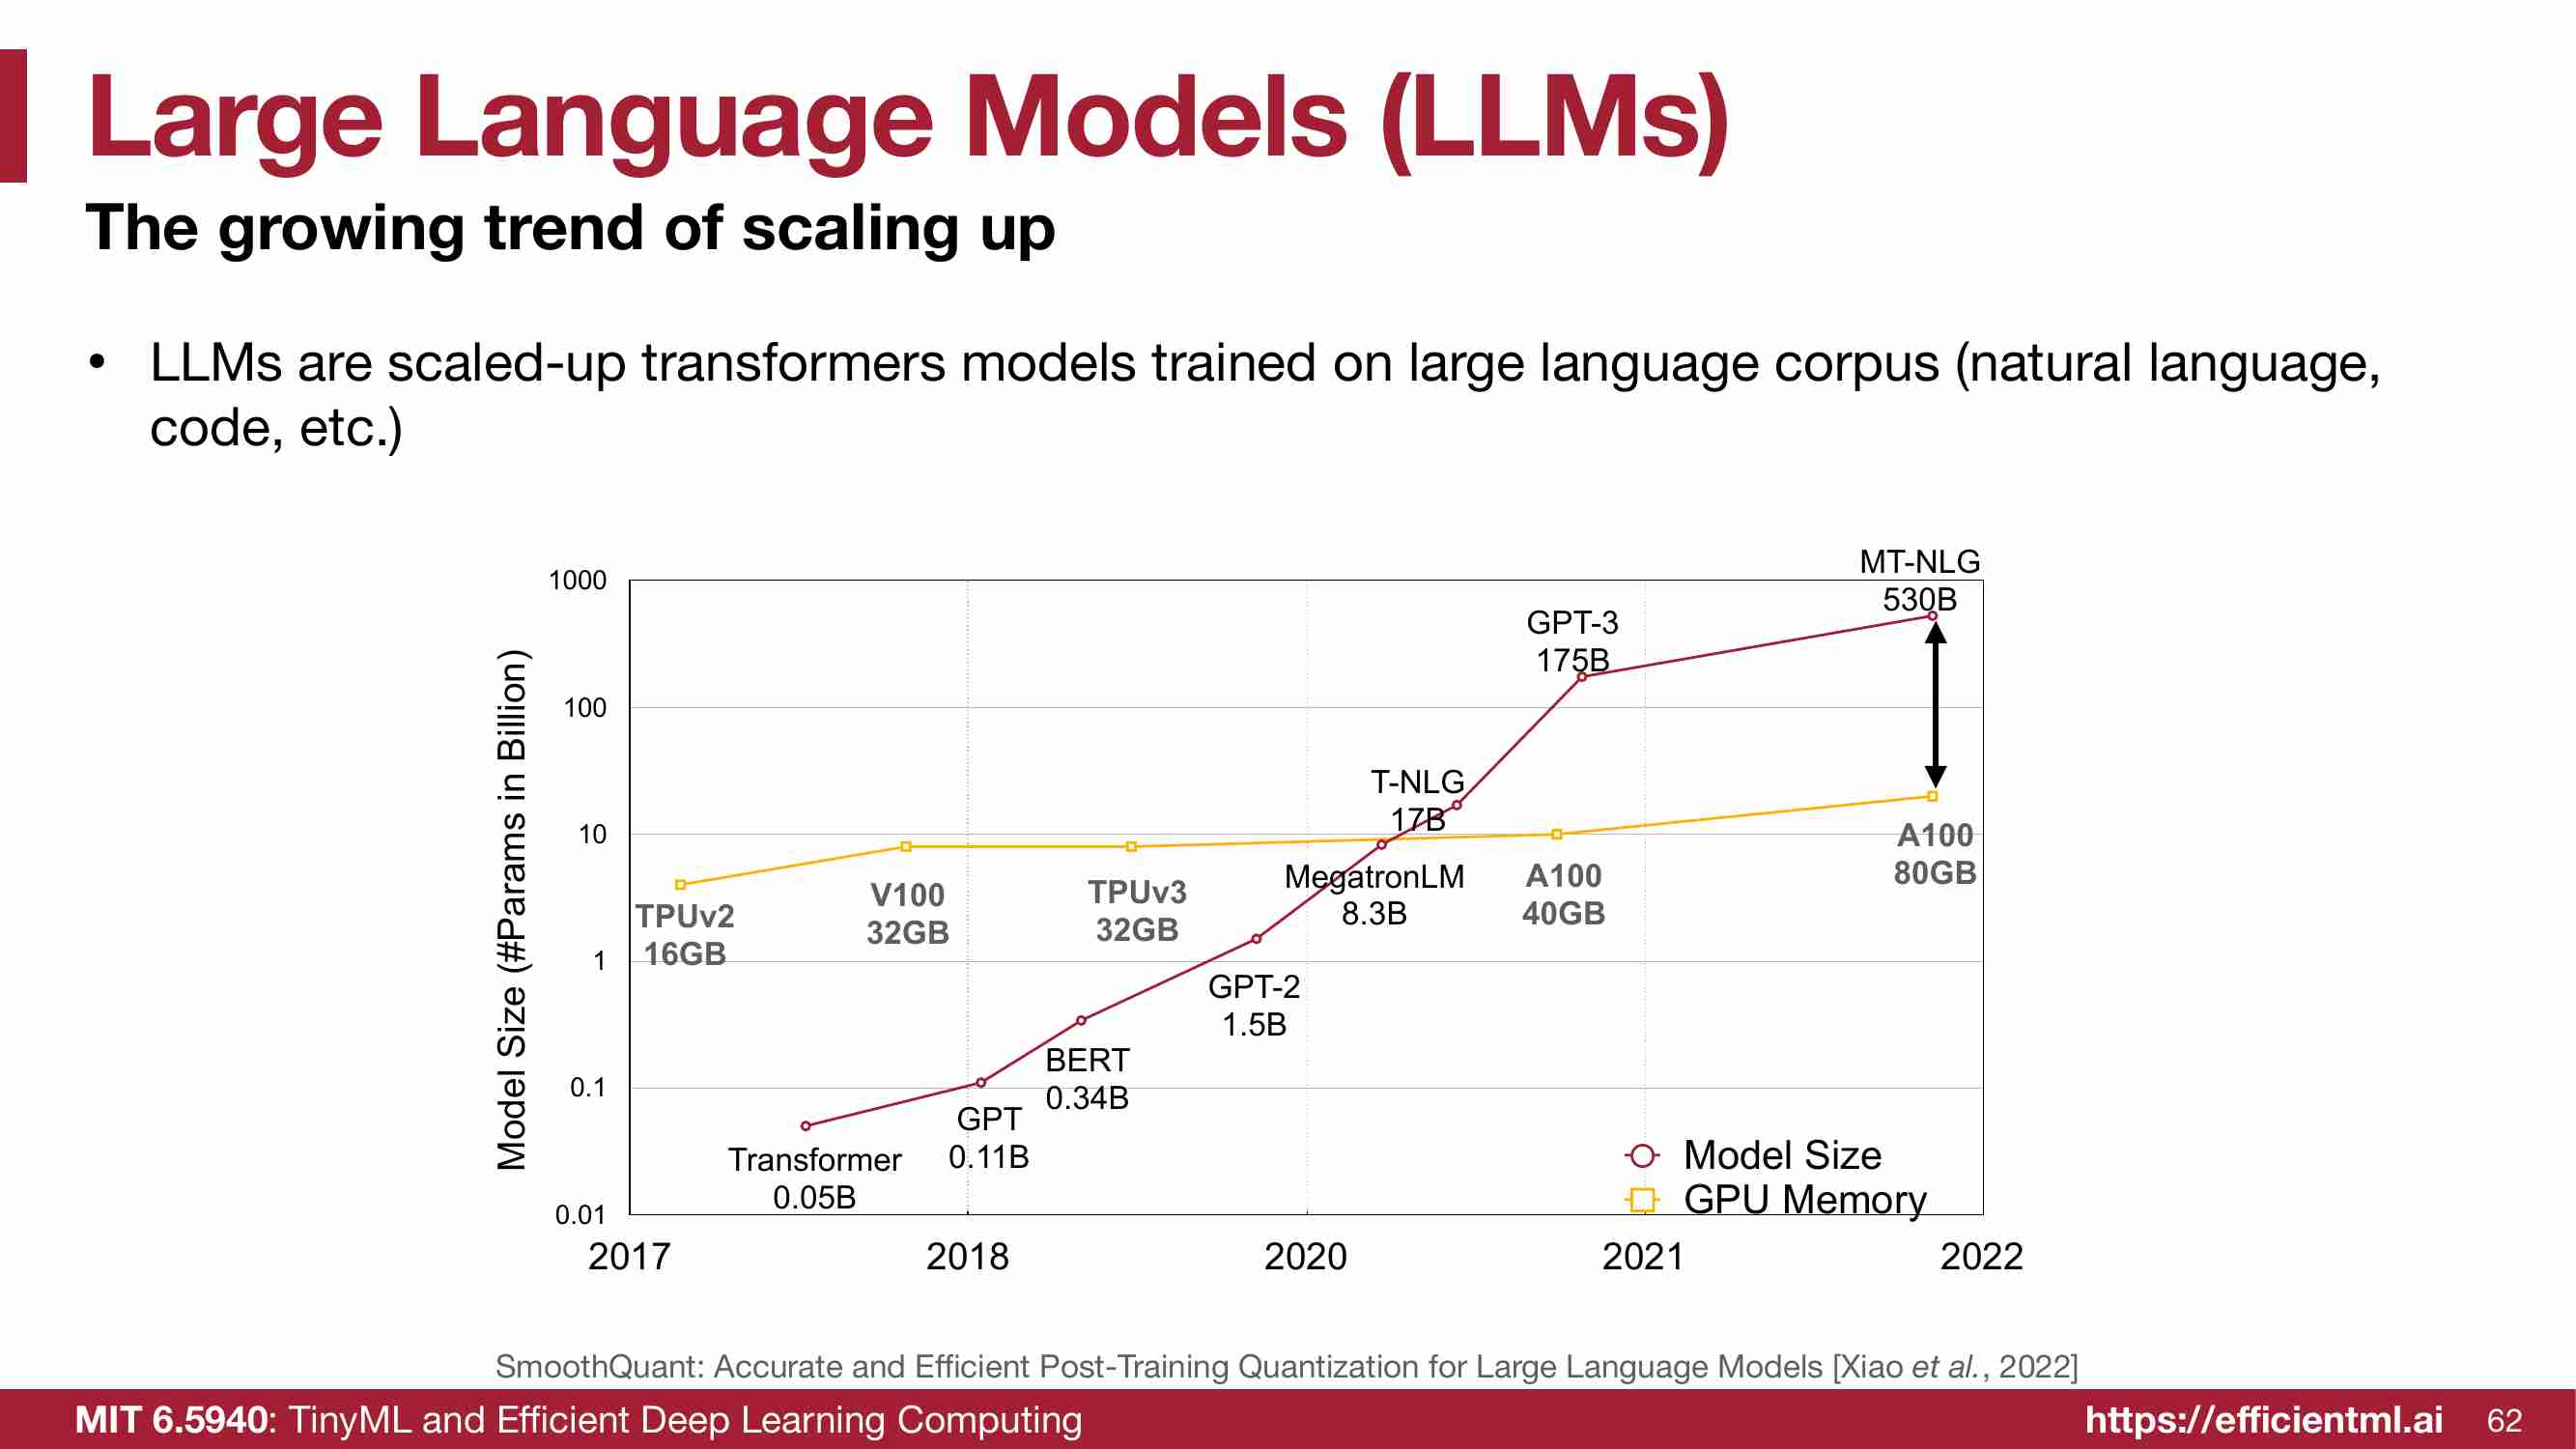 Large Language Models (LLMs)
The growing trend of scaling up
• LLMs are scaled-up transformers models trained on large language corpus (natural language,
code, etc.)
Model Size (#Params in Billion)
1000
100
10
1
0.1
0.01
2017
2018
2020
2021
2022
TPUv2
16GB
V100
32GB
TPUv3
32GB
A100
40GB
A100
80GB
Transformer
0.05B
GPT
0.11B
BERT
0.34B
GPT-2
1.5B
MegatronLM
8.3B
T-NLG
17B
GPT-3
175B
MT-NLG
530B
Model Size
GPU Memory
SmoothQuant: Accurate and Efficient Post-Training Quantization for Large Language Models [Xiao et al., 2022]
MIT 6.5940: TinyML and Efficient Deep Learning Computing
https://efficientml.ai
62